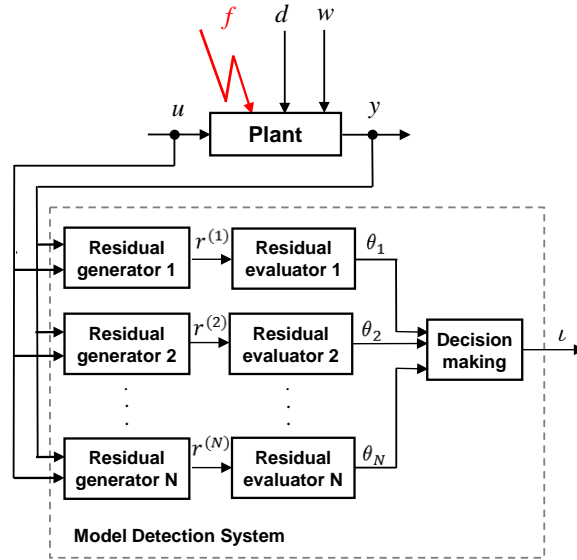 f d w
u y
Plant
Residual generator 1
r^{(1)}
Residual evaluator 1
θ_1
Residual generator 2
r^{(2)}
Residual evaluator 2
θ_2
Decision making
ι
Residual generator N
r^{(N)}
Residual evaluator N
θ_N
Model Detection System